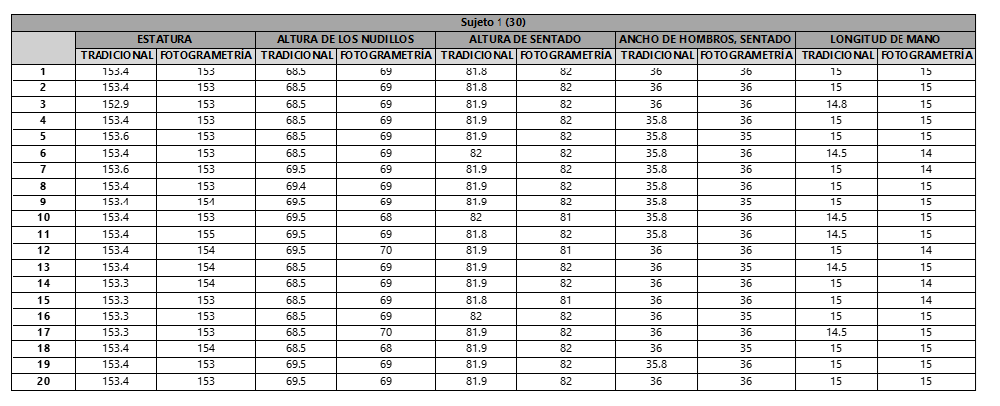 Sujeto 1 (30)
ESTATURA ALTURA DE LOS NUDILLOS ALTURA DE SENTADO ANCHO DE HOMBROS, SENTADO LONGITUD DE MANO
TRADICIONAL FOTOGRAMETRÍA TRADICIONAL FOTOGRAMETRÍA TRADICIONAL FOTOGRAMETRÍA TRADICIONAL FOTOGRAMETRÍA TRADICIONAL FOTOGRAMETRÍA
1 153.4 153 68.5 69 81.8 82 36 36 15 15
2 153.4 153 68.5 69 81.8 82 36 36 15 15
3 152.9 153 68.5 69 81.9 82 36 36 14.8 15
4 153.4 153 68.5 69 81.9 82 35.8 36 15 15
5 153.6 153 68.5 69 81.9 82 35.8 35 15 15
6 153.4 153 68.5 69 82 82 35.8 36 14.5 14
7 153.6 153 69.5 69 81.9 82 35.8 36 15 14
8 153.4 153 69.4 69 81.9 82 35.8 36 15 15
9 153.4 154 69.5 69 81.9 82 35.8 35 15 15
10 153.4 153 69.5 68 82 81 35.8 36 14.5 15
11 153.4 155 69.5 69 81.8 82 35.8 36 14.5 15
12 153.4 154 69.5 70 81.9 81 36 36 15 14
13 153.4 154 68.5 69 81.9 82 36 35 14.5 15
14 153.3 154 68.5 69 81.9 82 36 36 15 14
15 153.3 153 68.5 69 81.8 81 36 36 15 14
16 153.3 153 68.5 69 82 82 36 35 15 15
17 153.3 153 68.5 70 81.9 82 36 36 14.5 15
18 153.4 154 68.5 68 81.9 82 36 35 15 15
19 153.4 153 69.5 69 81.9 82 35.8 36 15 15
20 153.4 153 69.5 69 81.9 82 36 36 15 15